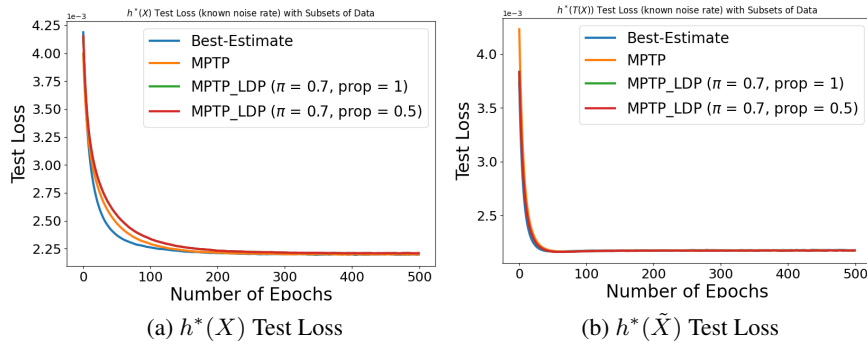 h*(X) Test Loss (known noise rate) with Subsets of Data
1e−3
4.25
4.00
3.75
3.50
3.25
3.00
2.75
2.50
2.25
Test Loss
Best-Estimate
MPTP
MPTP_LDP (π = 0.7, prop = 1)
MPTP_LDP (π = 0.7, prop = 0.5)
0 100 200 300 400 500
Number of Epochs
(a) h*(X) Test Loss
h*(T(X)) Test Loss (known noise rate) with Subsets of Data
1e−3
4.0
3.5
3.0
2.5
Test Loss
Best-Estimate
MPTP
MPTP_LDP (π = 0.7, prop = 1)
MPTP_LDP (π = 0.7, prop = 0.5)
0 100 200 300 400 500
Number of Epochs
(b) h*(X̃) Test Loss